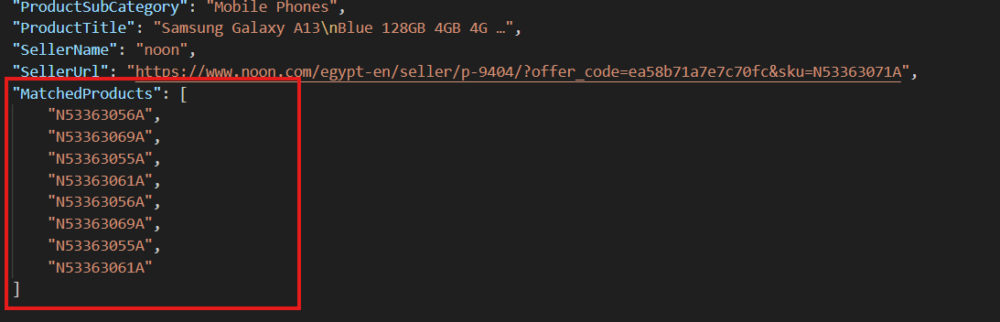 "ProductSubCategory": "Mobile Phones",
"ProductTitle": "Samsung Galaxy A13\nBlue 128GB 4GB 4G …",
"SellerName": "noon",
"SellerUrl": "https://www.noon.com/egypt-en/seller/p-9404/?offer_code=ea58b71a7e7c70fc&sku=N53363071A",
"MatchedProducts": [
"N53363056A",
"N53363069A",
"N53363055A",
"N53363061A",
"N53363056A",
"N53363069A",
"N53363055A",
"N53363061A"
]